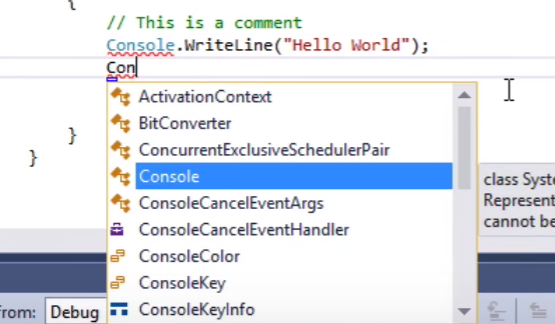 {
// This is a comment
Console.WriteLine("Hello World");
Con
ActivationContext
BitConverter
ConcurrentExclusiveSchedulerPair
Console
ConsoleCancelEventArgs
ConsoleCancelEventHandler
ConsoleColor
ConsoleKey
ConsoleKeyInfo
}
}
class Syste
Represent
cannot be
from: Debug